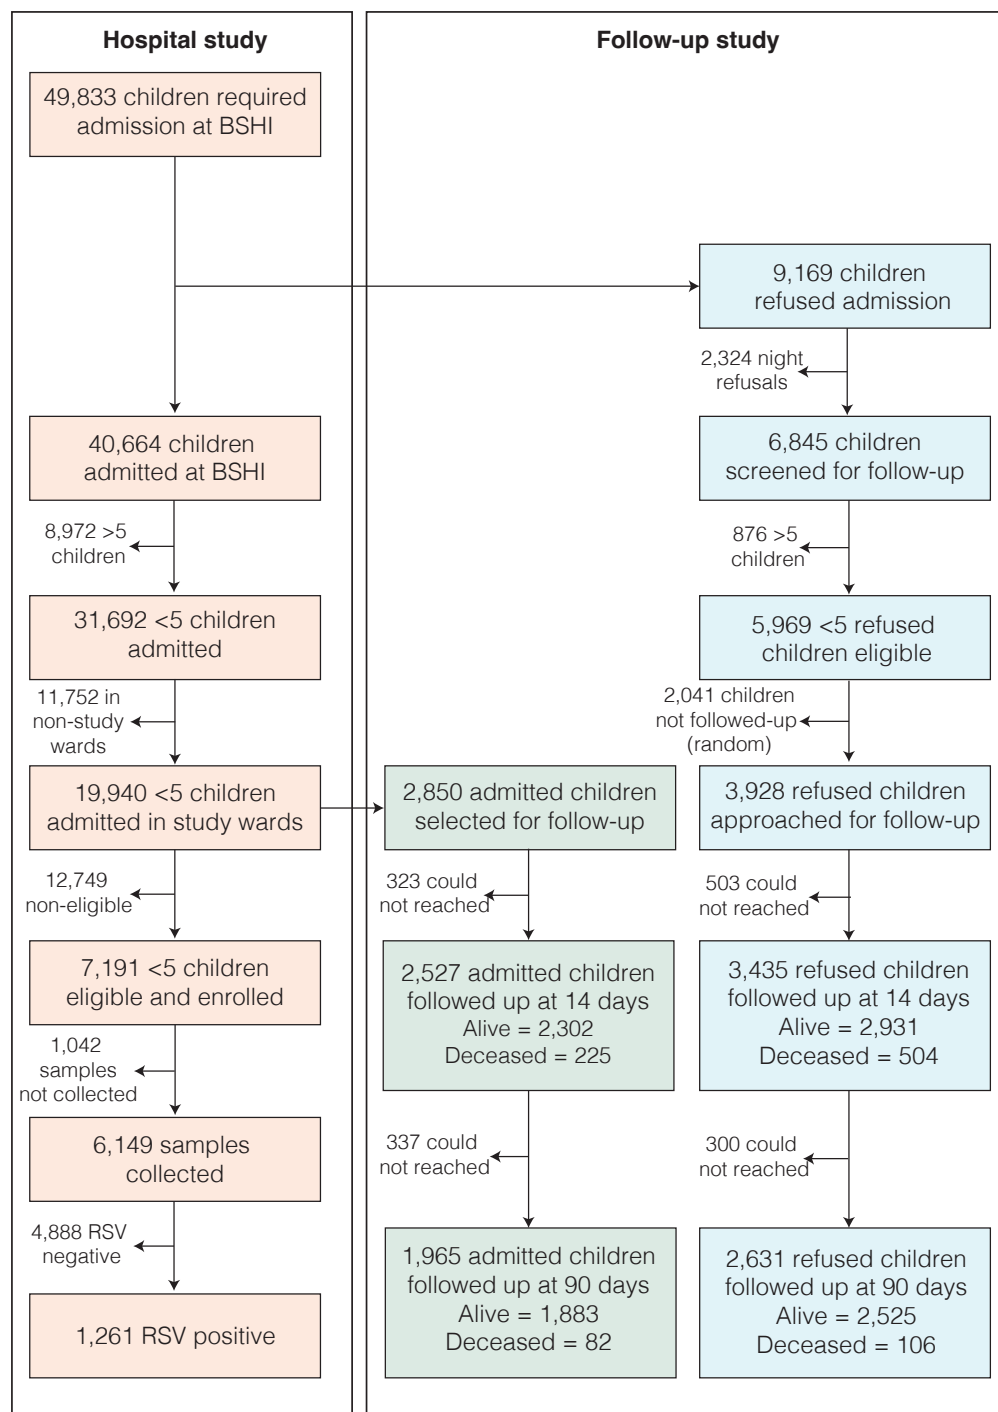 Hospital study
49,833 children required
admission at BSHI
40,664 children
admitted at BSHI
8,972 >5
children
31,692 <5 children
admitted
11,752 in
non-study
wards
19,940 <5 children
admitted in study wards
12,749
non-eligible
7,191 <5 children
eligible and enrolled
1,042
samples
not collected
6,149 samples
collected
4,888 RSV
negative
1,261 RSV positive
Follow-up study
9,169 children
refused admission
2,324 night
refusals
6,845 children
screened for follow-up
876 >5
children
5,969 <5 refused
children eligible
2,041 children
not followed-up
(random)
2,850 admitted children
selected for follow-up
323 could
not reached
2,527 admitted children
followed up at 14 days
Alive = 2,302
Deceased = 225
337 could
not reached
1,965 admitted children
followed up at 90 days
Alive = 1,883
Deceased = 82
3,928 refused children
approached for follow-up
503 could
not reached
3,435 refused children
followed up at 14 days
Alive = 2,931
Deceased = 504
300 could
not reached
2,631 refused children
followed up at 90 days
Alive = 2,525
Deceased = 106